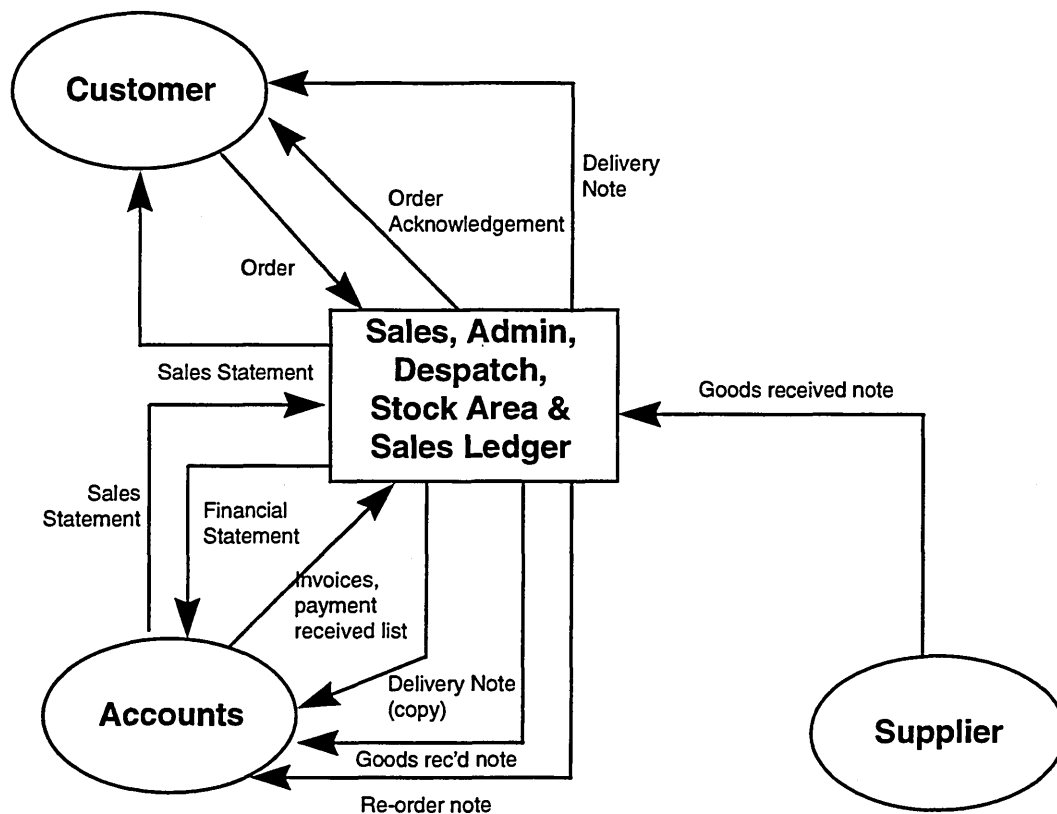 Customer
Delivery
Note
Order
Acknowledgement
Order
Sales, Admin,
Despatch,
Stock Area &
Sales Ledger
Sales Statement
Goods received note
Sales
Statement
Financial
Statement
Invoices,
payment
received list
Delivery Note
(copy)
Accounts
Supplier
Goods rec'd note
Re-order note